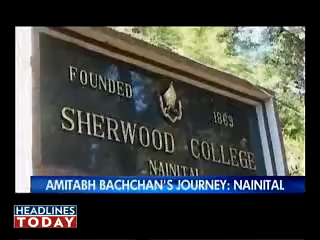 FOUNDED 1869
SHERWOOD COLLEGE
NAINITAL
AMITABH BACHCHAN'S JOURNEY: NAINITAL
HEADLINES
TODAY